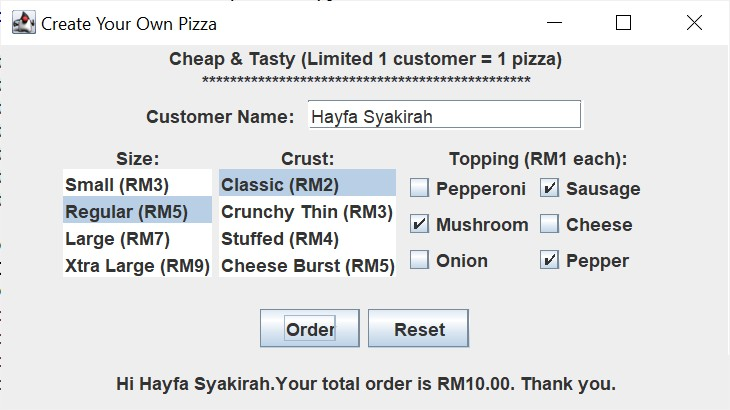 Create Your Own Pizza
Cheap & Tasty (Limited 1 customer = 1 pizza)
***********************************************
Customer Name: Hayfa Syakirah
Size: Crust: Topping (RM1 each):
Small (RM3) Classic (RM2) Pepperoni Sausage
Regular (RM5) Crunchy Thin (RM3) Mushroom Cheese
Large (RM7) Stuffed (RM4)
Xtra Large (RM9) Cheese Burst (RM5) Onion Pepper
Order Reset
Hi Hayfa Syakirah.Your total order is RM10.00. Thank you.